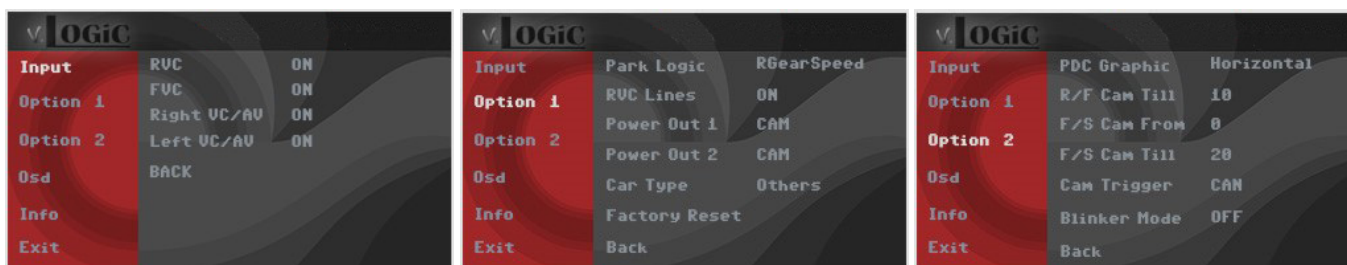 V.LOGiC
Input
Option 1
Option 2
Osd
Info
Exit
RVC ON
FVC ON
Right VC/AV ON
Left VC/AV ON
BACK
V.LOGiC
Input
Option 1
Option 2
Osd
Info
Exit
Park Logic RGearSpeed
RVC Lines ON
Power Out 1 CAM
Power Out 2 CAM
Car Type Others
Factory Reset
Back
V.LOGiC
Input
Option 1
Option 2
Osd
Info
Exit
PDC Graphic Horizontal
R/F Cam Till 10
F/S Cam From 0
F/S Cam Till 20
Cam Trigger CAN
Blinker Mode OFF
Back